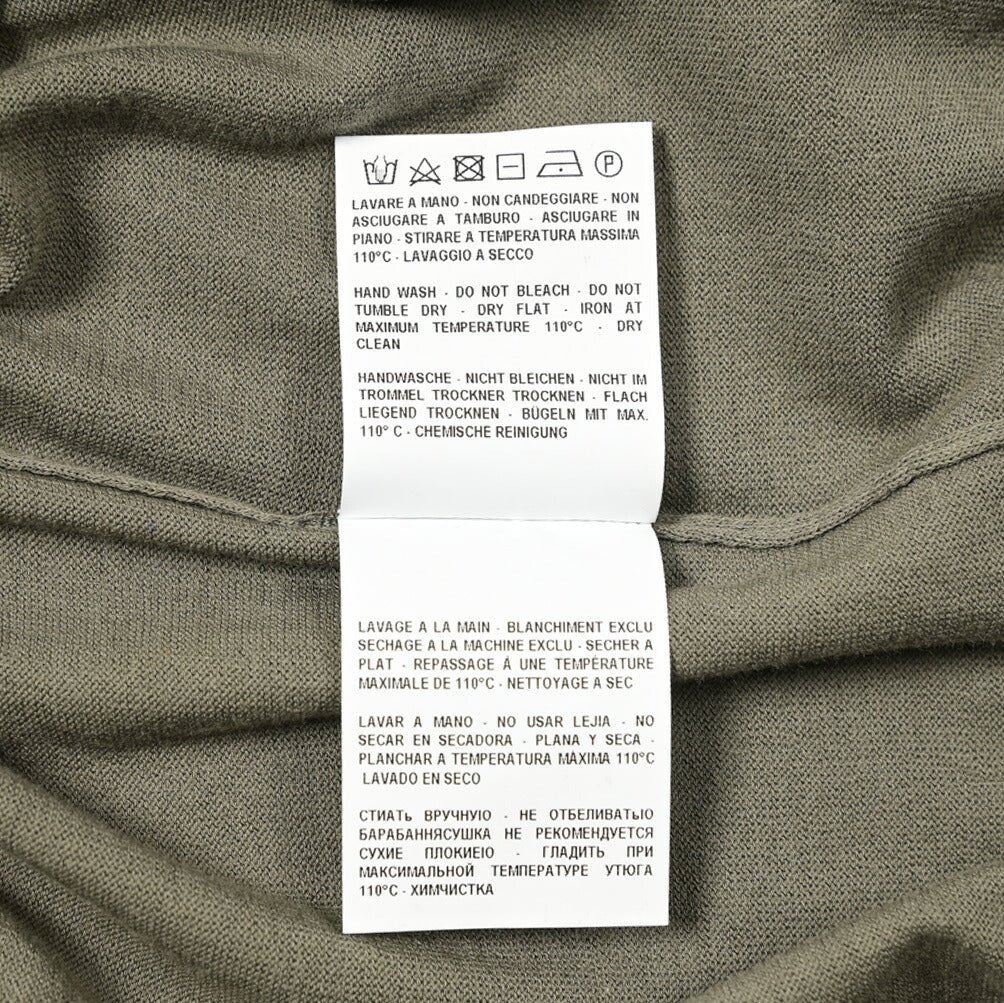 P
LAVARE A MANO - NON CANDEGGIARE - NON
ASCIUGARE A TAMBURO - ASCIUGARE IN
PIANO - STIRARE A TEMPERATURA MASSIMA
110°C - LAVAGGIO A SECCO
HAND WASH - DO NOT BLEACH - DO NOT
TUMBLE DRY - DRY FLAT - IRON AT
MAXIMUM TEMPERATURE 110°C - DRY
CLEAN
HANDWASCHE - NICHT BLEICHEN - NICHT IM
TROMMEL TROCKNER TROCKNEN - FLACH
LIEGEND TROCKNEN - BÜGELN MIT MAX.
110° C - CHEMISCHE REINIGUNG
LAVAGE A LA MAIN - BLANCHIMENT EXCLU
SECHAGE A LA MACHINE EXCLU - SECHER A
PLAT - REPASSAGE Á UNE TEMPÉRATURE
MAXIMALE DE 110°C - NETTOYAGE A SEC
LAVAR A MANO - NO USAR LEJIA - NO
SECAR EN SECADORA - PLANA Y SECA -
PLANCHAR A TEMPERATURA MÁXIMA 110°C
LAVADO EN SECO
СТИАТЬ ВРУЧНУЮ - НЕ ОТБЕЛИВАТЬЮ
БАРАБАННЯСУШКА НЕ РЕКОМЕНДУЕТСЯ
СУХИЕ ПЛОКИЕЮ - ГЛАДИТЬ ПРИ
МАКСИМАЛЬНОЙ ТЕМПЕРАТУРЕ УТЮГА
110°C - ХИМЧИСТКА